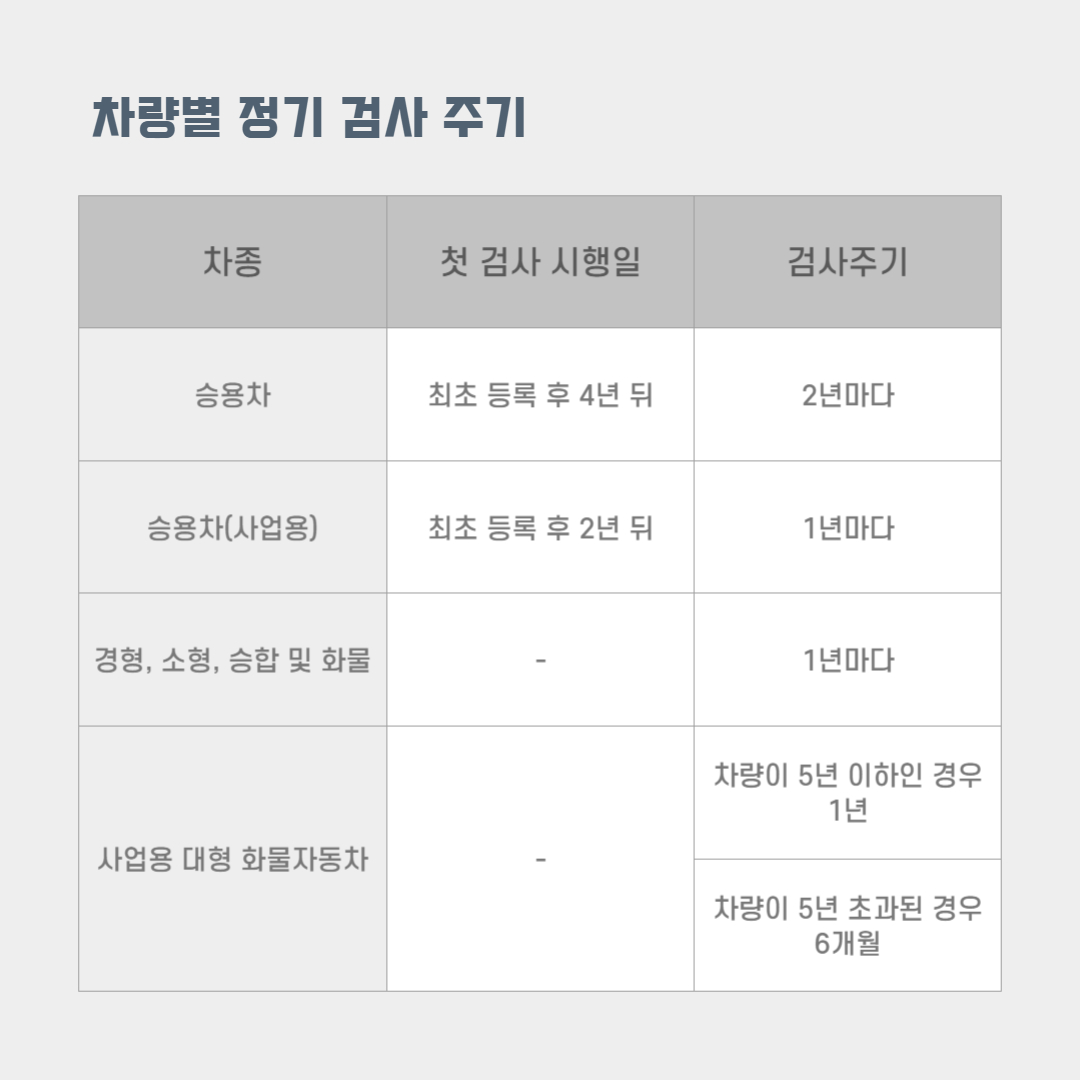 차량별 정기 검사 주기
차종
첫 검사 시행일
검사주기
승용차
최초 등록 후 4년 뒤
2년마다
승용차(사업용)
최초 등록 후 2년 뒤
1년마다
경형, 소형, 승합 및 화물
-
1년마다
사업용 대형 화물자동차
-
차량이 5년 이하인 경우
1년
차량이 5년 초과된 경우
6개월